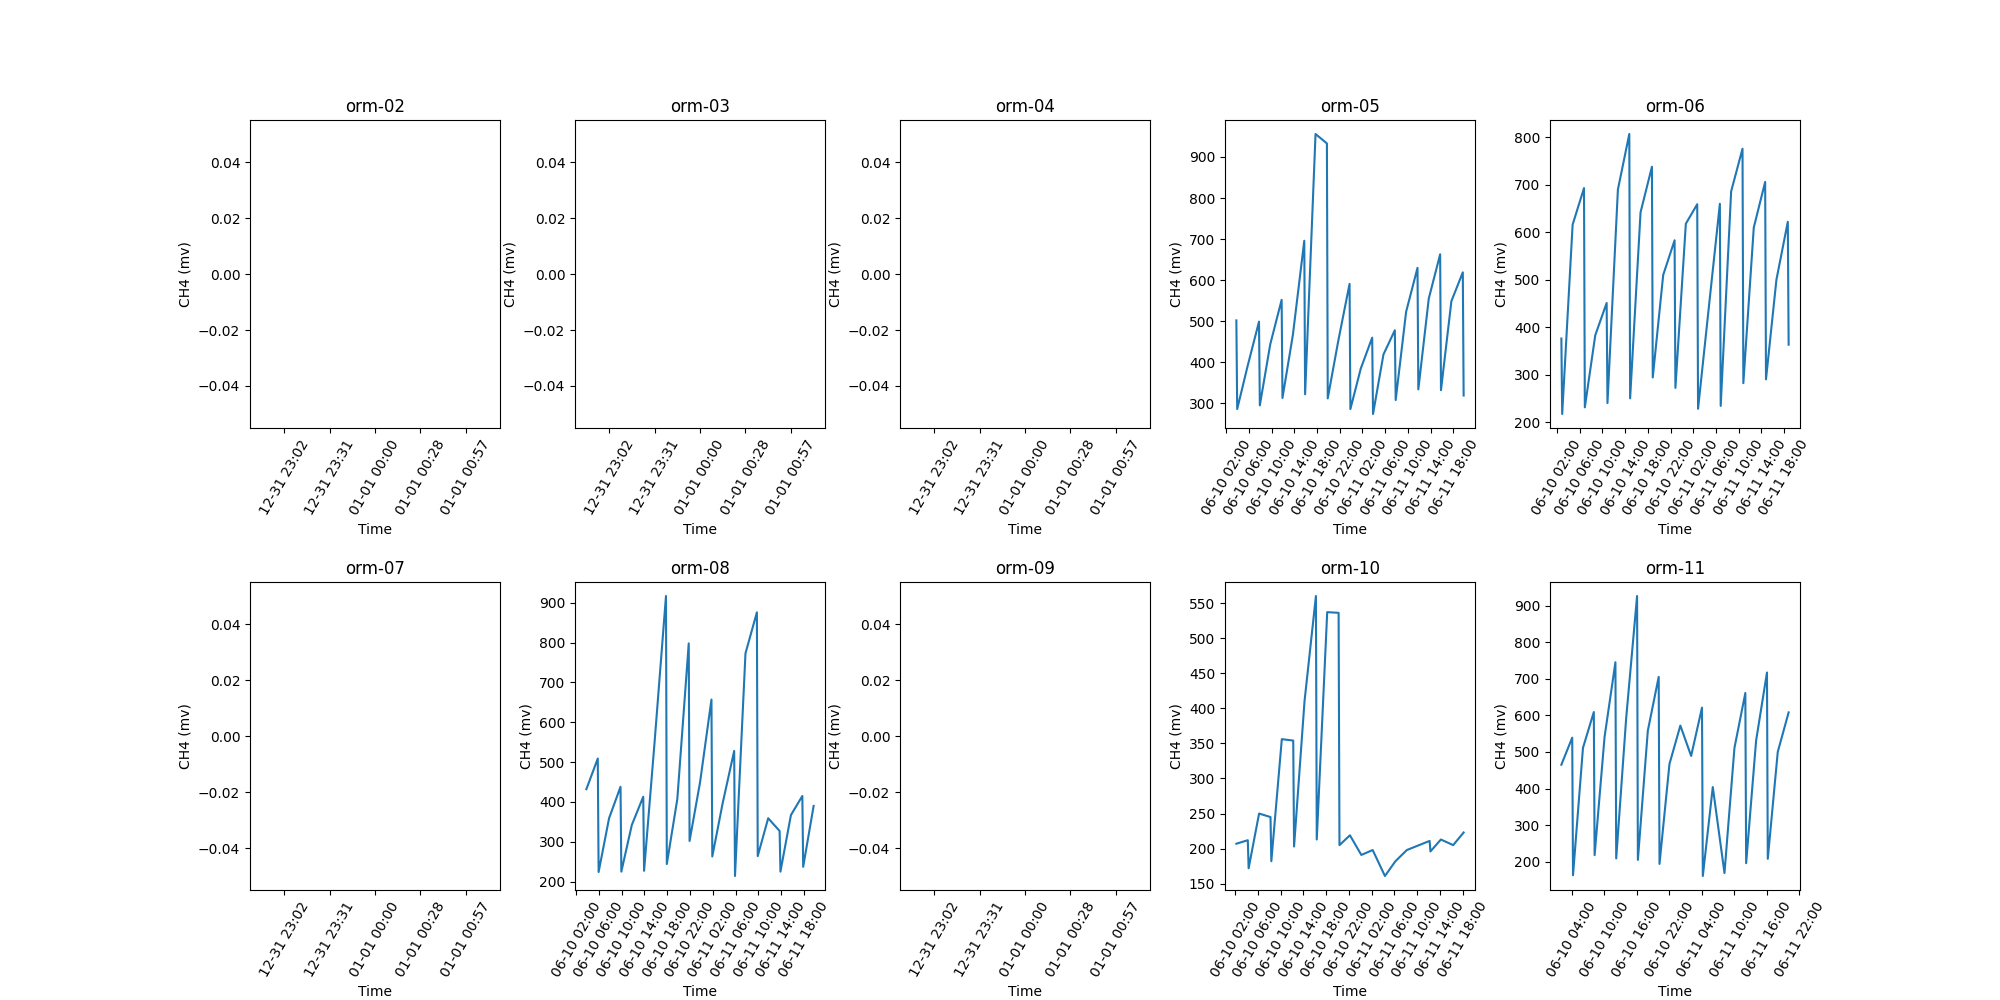 orm-02 orm-03 orm-04 orm-05 orm-06
CH4 (mv)
0.04
0.02
0.00
−0.02
−0.04
12-31 23:02 12-31 23:31 01-01 00:00 01-01 00:28 01-01 00:57
Time
CH4 (mv)
0.04
0.02
0.00
−0.02
−0.04
12-31 23:02 12-31 23:31 01-01 00:00 01-01 00:28 01-01 00:57
Time
CH4 (mv)
0.04
0.02
0.00
−0.02
−0.04
12-31 23:02 12-31 23:31 01-01 00:00 01-01 00:28 01-01 00:57
Time
CH4 (mv)
900
800
700
600
500
400
300
06-10 02:00 06-10 06:00 06-10 10:00 06-10 14:00 06-10 18:00 06-10 22:00 06-11 02:00 06-11 06:00 06-11 10:00 06-11 14:00 06-11 18:00
Time
CH4 (mv)
800
700
600
500
400
300
200
06-10 02:00 06-10 06:00 06-10 10:00 06-10 14:00 06-10 18:00 06-10 22:00 06-11 02:00 06-11 06:00 06-11 10:00 06-11 14:00 06-11 18:00
Time
orm-07 orm-08 orm-09 orm-10 orm-11
CH4 (mv)
0.04
0.02
0.00
−0.02
−0.04
12-31 23:02 12-31 23:31 01-01 00:00 01-01 00:28 01-01 00:57
Time
CH4 (mv)
900
800
700
600
500
400
300
200
06-10 02:00 06-10 06:00 06-10 10:00 06-10 14:00 06-10 18:00 06-10 22:00 06-11 02:00 06-11 06:00 06-11 10:00 06-11 14:00 06-11 18:00
Time
CH4 (mv)
0.04
0.02
0.00
−0.02
−0.04
12-31 23:02 12-31 23:31 01-01 00:00 01-01 00:28 01-01 00:57
Time
CH4 (mv)
550
500
450
400
350
300
250
200
150
06-10 02:00 06-10 06:00 06-10 10:00 06-10 14:00 06-10 18:00 06-10 22:00 06-11 02:00 06-11 06:00 06-11 10:00 06-11 14:00 06-11 18:00
Time
CH4 (mv)
900
800
700
600
500
400
300
200
06-10 04:00 06-10 10:00 06-10 16:00 06-10 22:00 06-11 04:00 06-11 10:00 06-11 16:00 06-11 22:00
Time